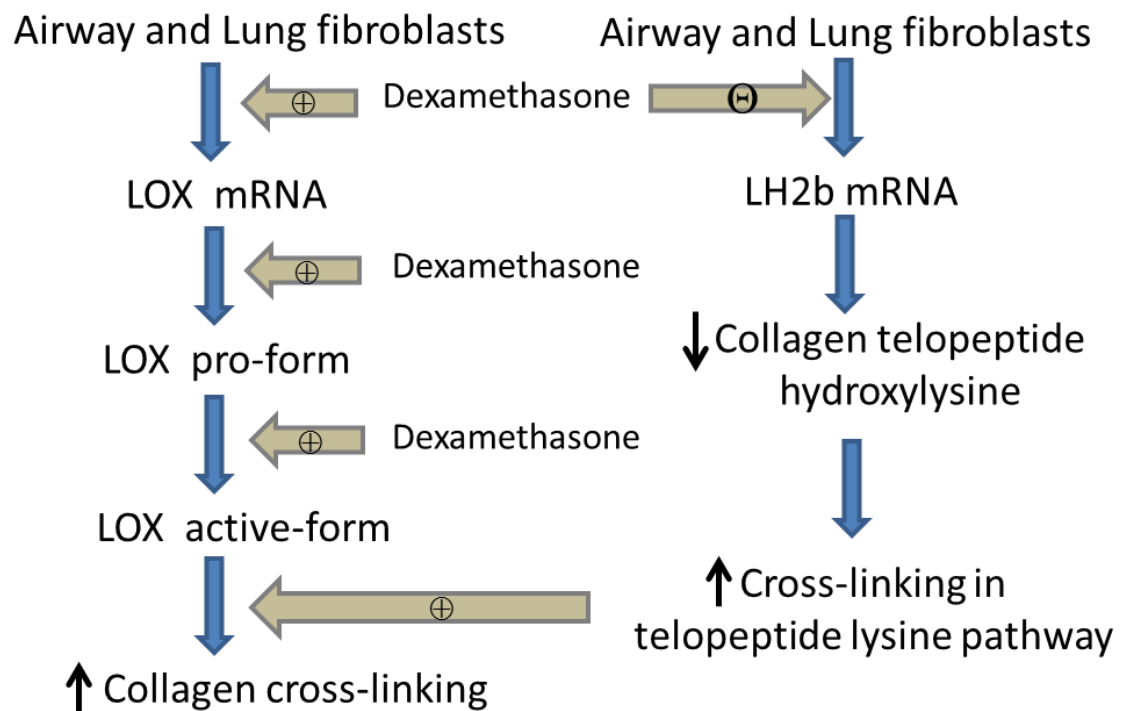 Airway and Lung fibroblasts
Airway and Lung fibroblasts
⊕
Dexamethasone
Θ
LOX mRNA
LH2b mRNA
⊕
Dexamethasone
LOX pro-form
↓ Collagen telopeptide
hydroxylysine
⊕
Dexamethasone
LOX active-form
↑ Cross-linking in
telopeptide lysine pathway
⊕
↑ Collagen cross-linking